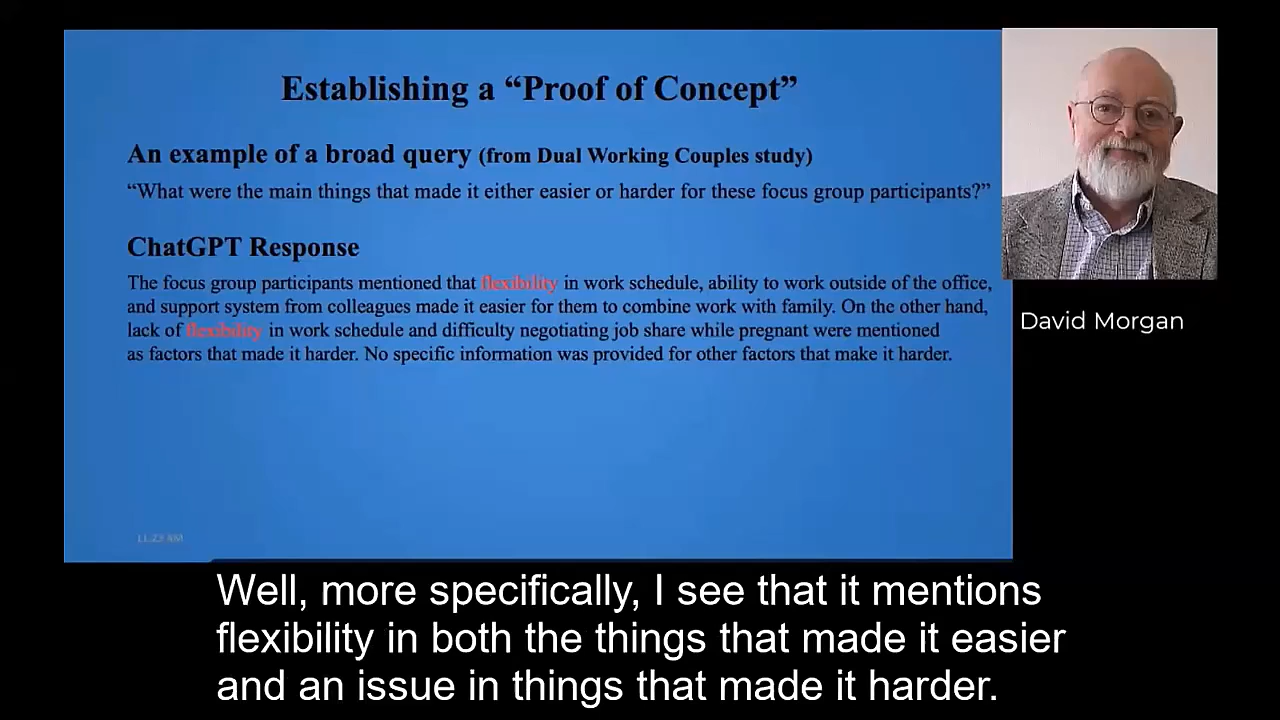 Establishing a “Proof of Concept”
An example of a broad query (from Dual Working Couples study)
“What were the main things that made it either easier or harder for these focus group participants?”
ChatGPT Response
The focus group participants mentioned that flexibility in work schedule, ability to work outside of the office,
and support system from colleagues made it easier for them to combine work with family. On the other hand,
lack of flexibility in work schedule and difficulty negotiating job share while pregnant were mentioned
as factors that made it harder. No specific information was provided for other factors that make it harder.
11:23 AM
David Morgan
Well, more specifically, I see that it mentions
flexibility in both the things that made it easier
and an issue in things that made it harder.